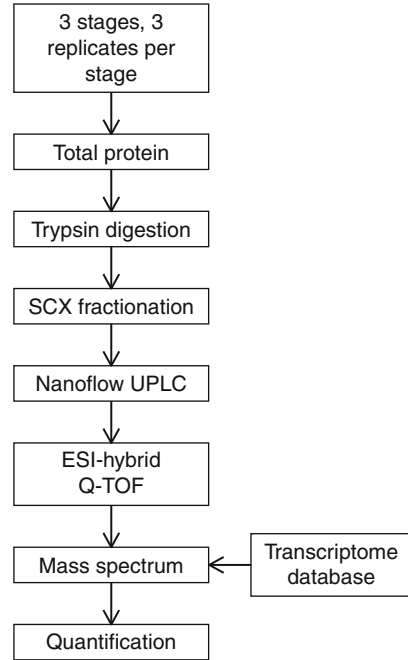 3 stages, 3
replicates per
stage
Total protein
Trypsin digestion
SCX fractionation
Nanoflow UPLC
ESI-hybrid
Q-TOF
Mass spectrum
Transcriptome
database
Quantification